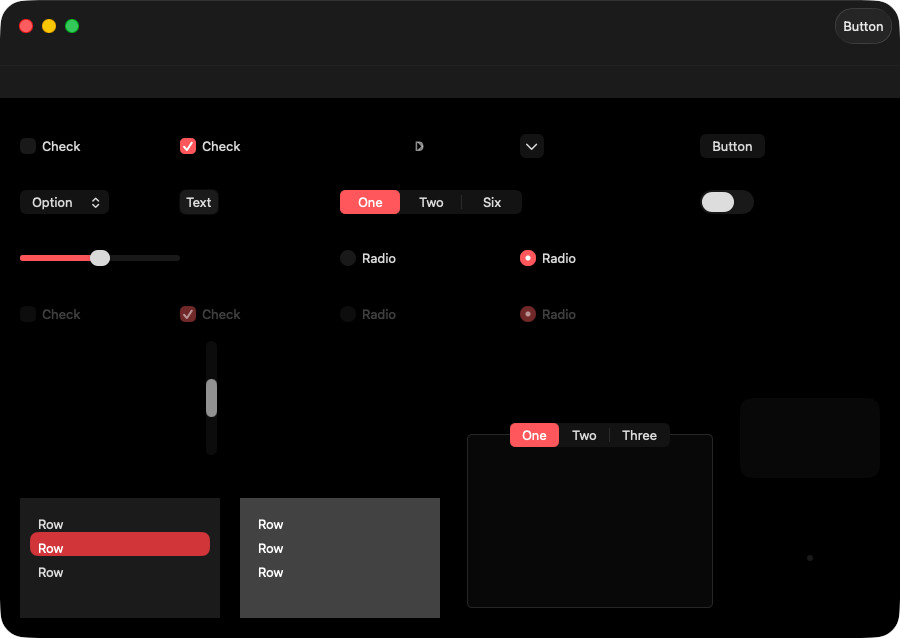 Button
Check
Check
Button
Option
Text
One
Two
Six
Radio
Radio
Check
Check
Radio
Radio
One
Two
Three
Row
Row
Row
Row
Row
Row